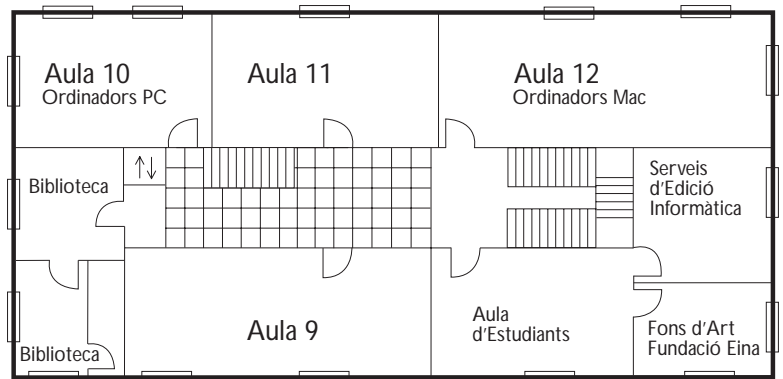 Aula 10
Ordinadors PC
Aula 11
Aula 12
Ordinadors Mac
Biblioteca
Serveis
d'Edició
Informàtica
Biblioteca
Aula 9
Aula
d'Estudiants
Fons d'Art
Fundació Eina